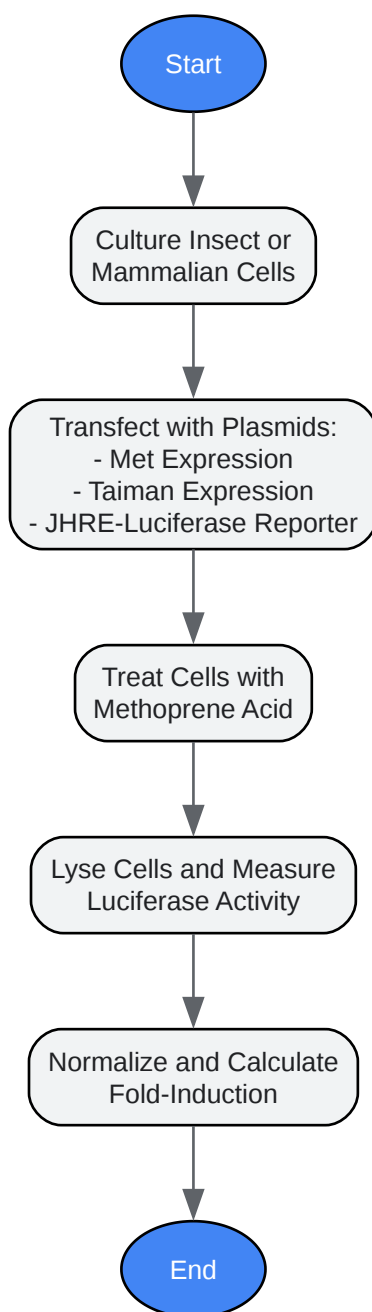 Start
Culture Insect or
Mammalian Cells
Transfect with Plasmids:
- Met Expression
- Taiman Expression
- JHRE-Luciferase Reporter
Treat Cells with
Methoprene Acid
Lyse Cells and Measure
Luciferase Activity
Normalize and Calculate
Fold-Induction
End